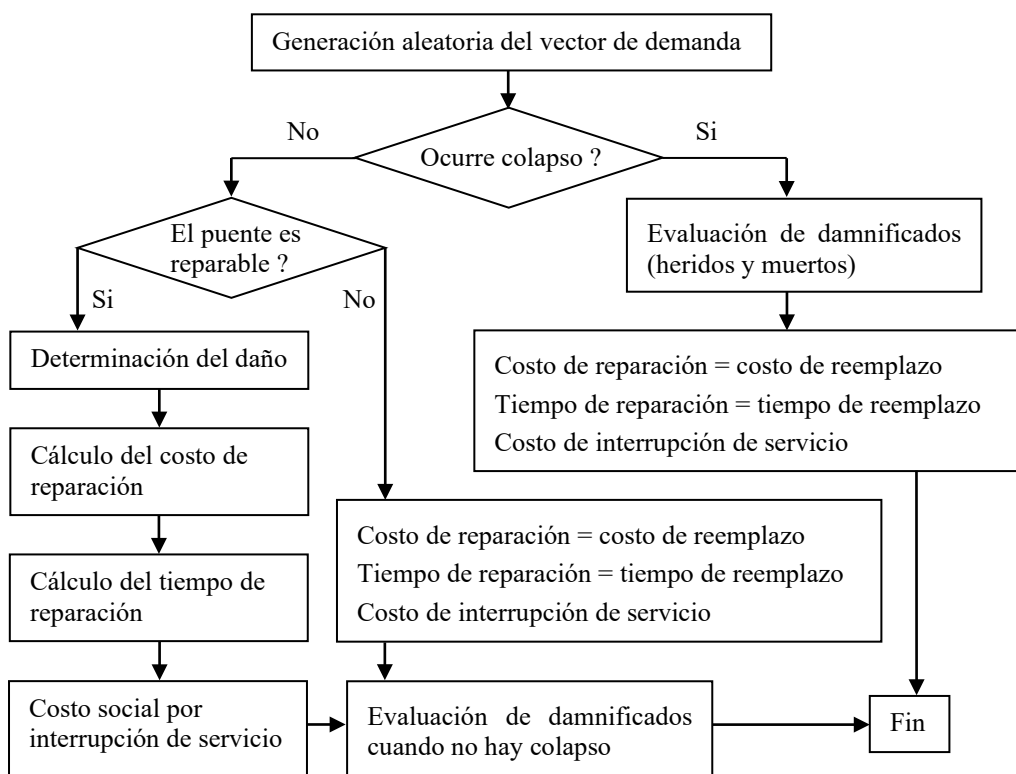 Generación aleatoria del vector de demanda
No
Si
Ocurre colapso ?
El puente es
reparable ?
Evaluación de damnificados
(heridos y muertos)
Si
No
Determinación del daño
Costo de reparación = costo de reemplazo
Tiempo de reparación = tiempo de reemplazo
Costo de interrupción de servicio
Cálculo del costo de
reparación
Costo de reparación = costo de reemplazo
Tiempo de reparación = tiempo de reemplazo
Costo de interrupción de servicio
Cálculo del tiempo de
reparación
Costo social por
interrupción de servicio
Evaluación de damnificados
cuando no hay colapso
Fin